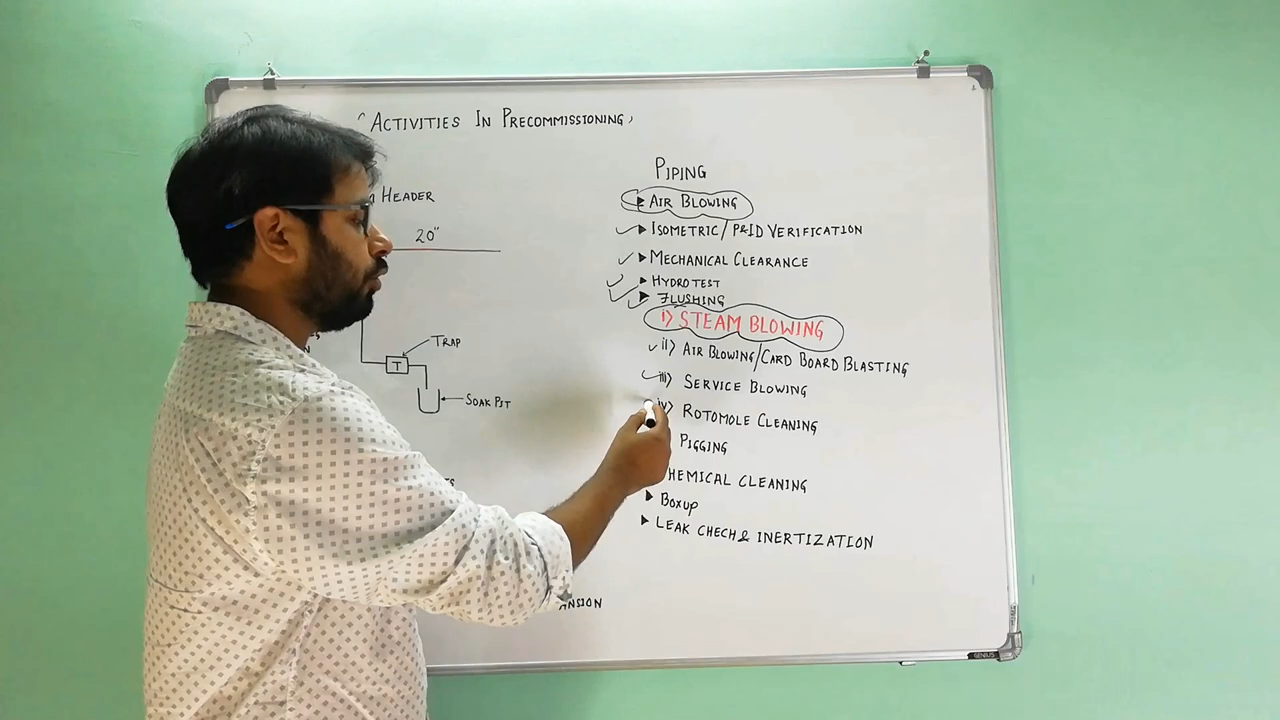 ACTIVITIES IN PRECOMMISSIONING
HEADER
20"
T
TRAP
SOAK PIT
PIPING
AIR BLOWING
ISOMETRIC/P&ID VERIFICATION
MECHANICAL CLEARANCE
HYDROTEST
FLUSHING
i) STEAM BLOWING
ii) AIR BLOWING/CARD BOARD BLASTING
iii) SERVICE BLOWING
iv) ROTOMOLE CLEANING
PIGGING
HEMICAL CLEANING
BOXUP
LEAK CHECH & INERTIZATION
ANSION
GENIUS